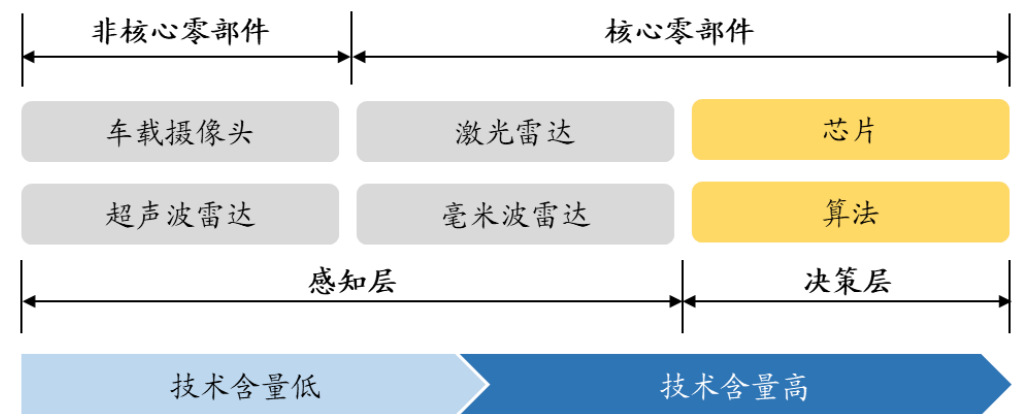 非核心零部件 核心零部件
车载摄像头 激光雷达 芯片
超声波雷达 毫米波雷达 算法
感知层 决策层
技术含量低 技术含量高